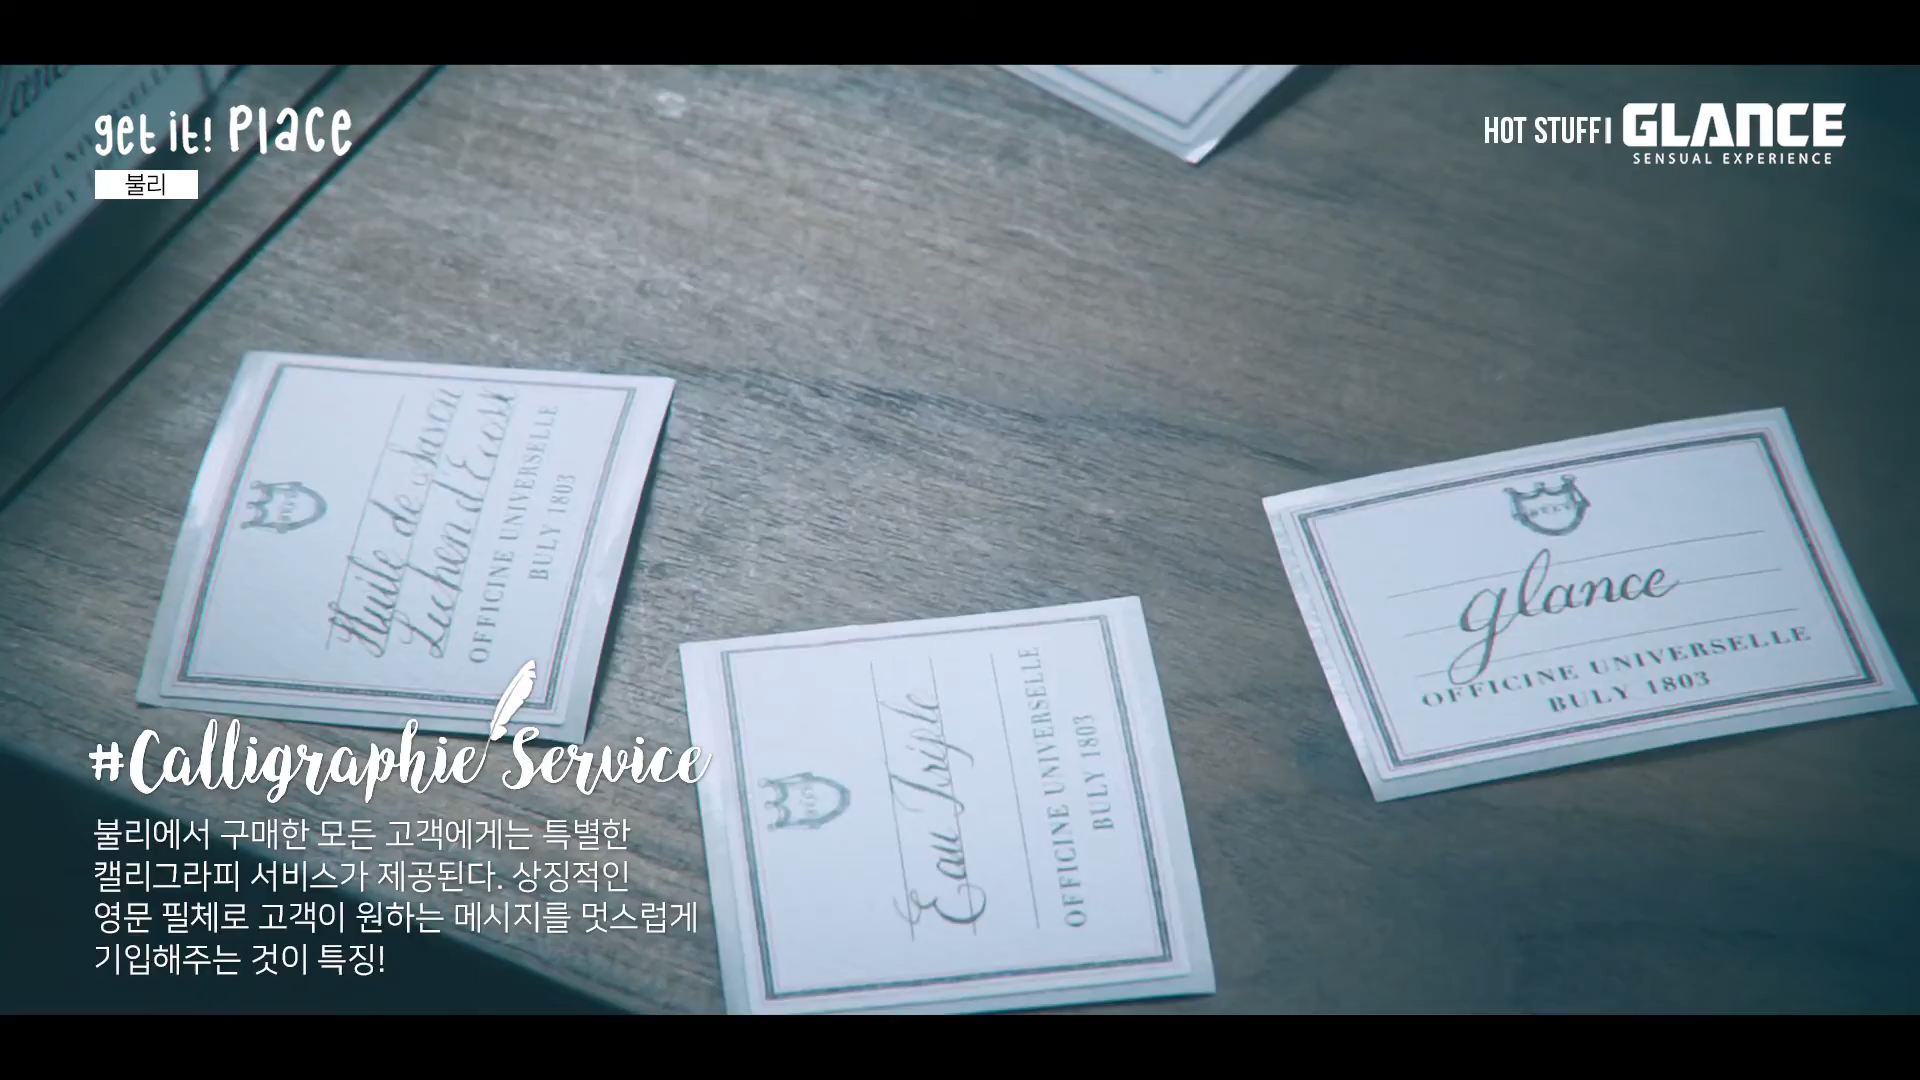 get it! Place
불리
HOT STUFF | GLANCE
SENSUAL EXPERIENCE
BULY
Huile de
Lichen d'Ecosse
OFFICINE UNIVERSELLE
BULY 1803
BULY
Eau Triple
OFFICINE UNIVERSELLE
BULY 1803
BULY
glance
OFFICINE UNIVERSELLE
BULY 1803
#Calligraphie Service
불리에서 구매한 모든 고객에게는 특별한
캘리그라피 서비스가 제공된다. 상징적인
영문 필체로 고객이 원하는 메시지를 멋스럽게
기입해주는 것이 특징!